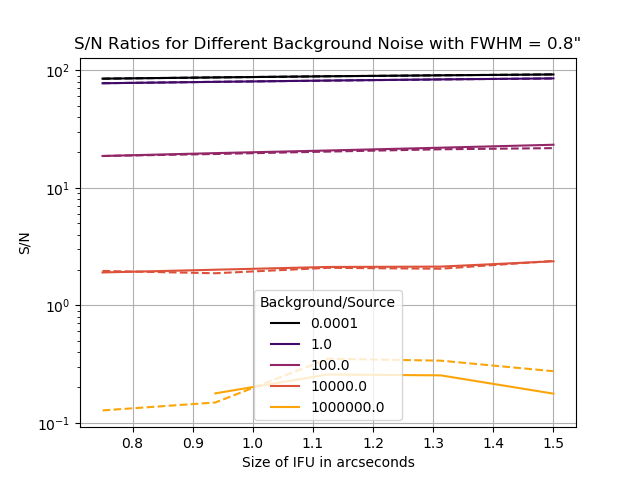 S/N Ratios for Different Background Noise with FWHM = 0.8"
10²
10¹
10⁰
10⁻¹
S/N
Background/Source
0.0001
1.0
100.0
10000.0
1000000.0
0.8 0.9 1.0 1.1 1.2 1.3 1.4 1.5
Size of IFU in arcseconds